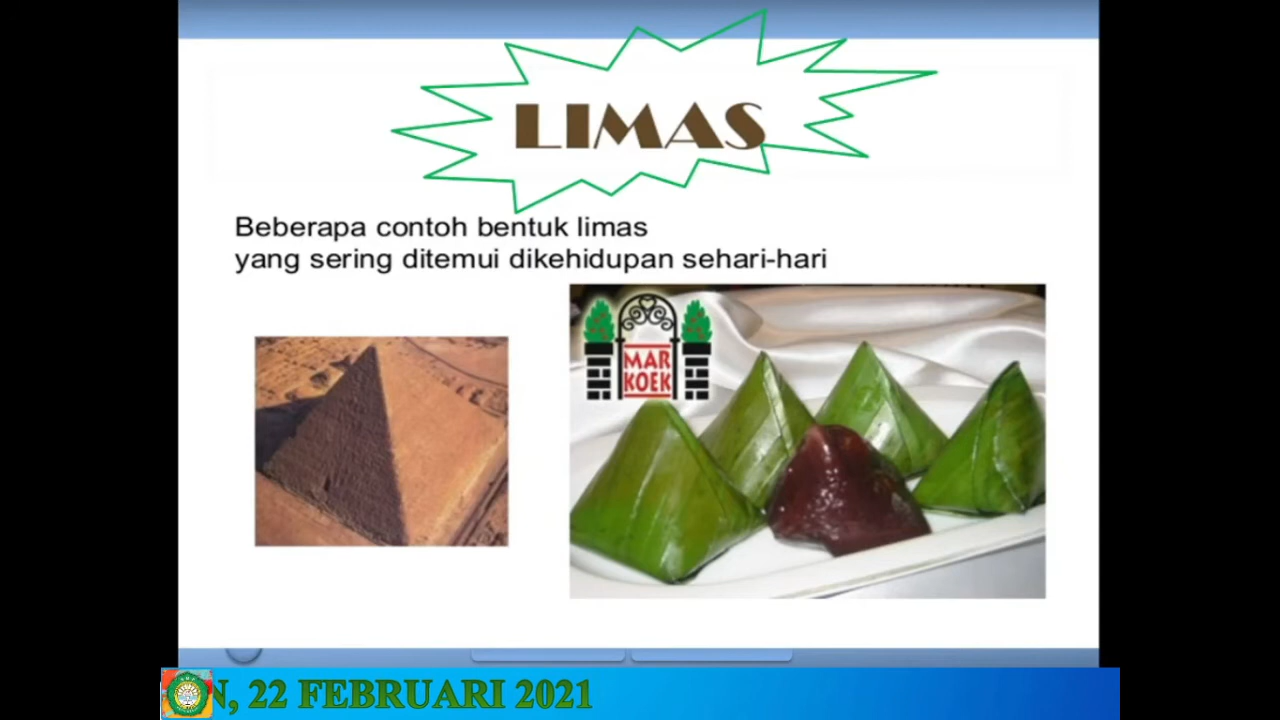 LIMAS
Beberapa contoh bentuk limas
yang sering ditemui dikehidupan sehari-hari
MAR
KOEK
N, 22 FEBRUARI 2021